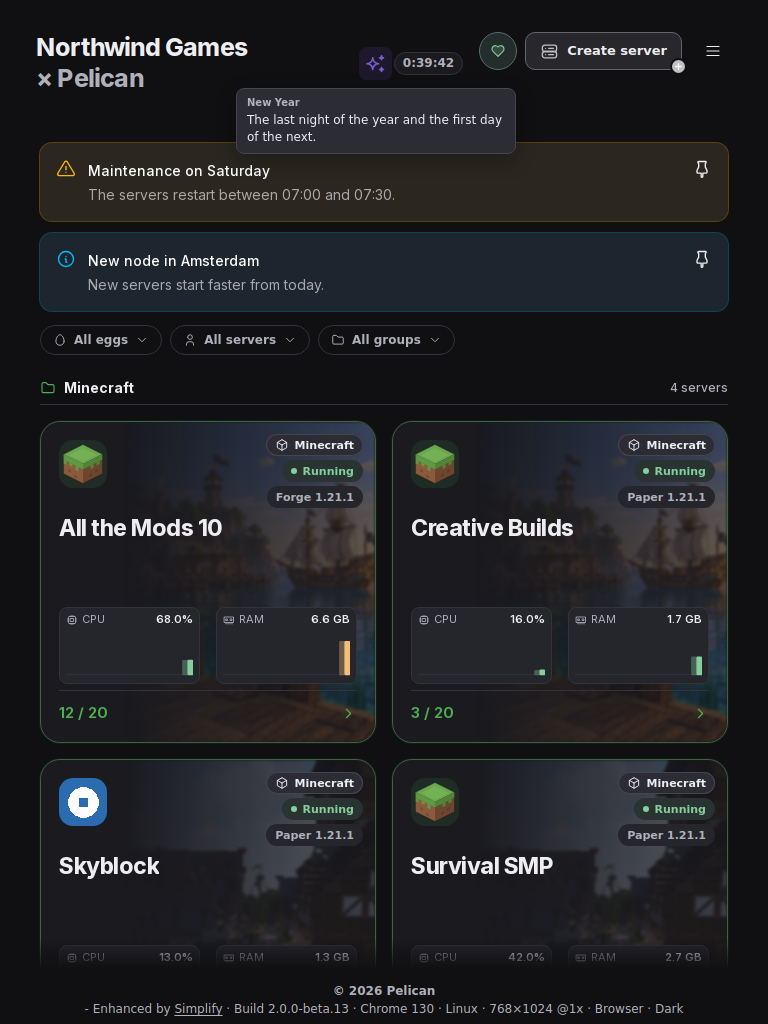 Northwind Games
× Pelican
0:39:42
Create server
New Year
The last night of the year and the first day
of the next.
Maintenance on Saturday
The servers restart between 07:00 and 07:30.
New node in Amsterdam
New servers start faster from today.
All eggs
All servers
All groups
Minecraft
4 servers
Minecraft
Running
Forge 1.21.1
All the Mods 10
CPU 68.0%
RAM 6.6 GB
12 / 20
Minecraft
Running
Paper 1.21.1
Creative Builds
CPU 16.0%
RAM 1.7 GB
3 / 20
Minecraft
Running
Paper 1.21.1
Skyblock
CPU 13.0%
RAM 1.3 GB
Minecraft
Running
Paper 1.21.1
Survival SMP
CPU 42.0%
RAM 2.7 GB
© 2026 Pelican
- Enhanced by Simplify · Build 2.0.0-beta.13 · Chrome 130 · Linux · 768×1024 @1x · Browser · Dark